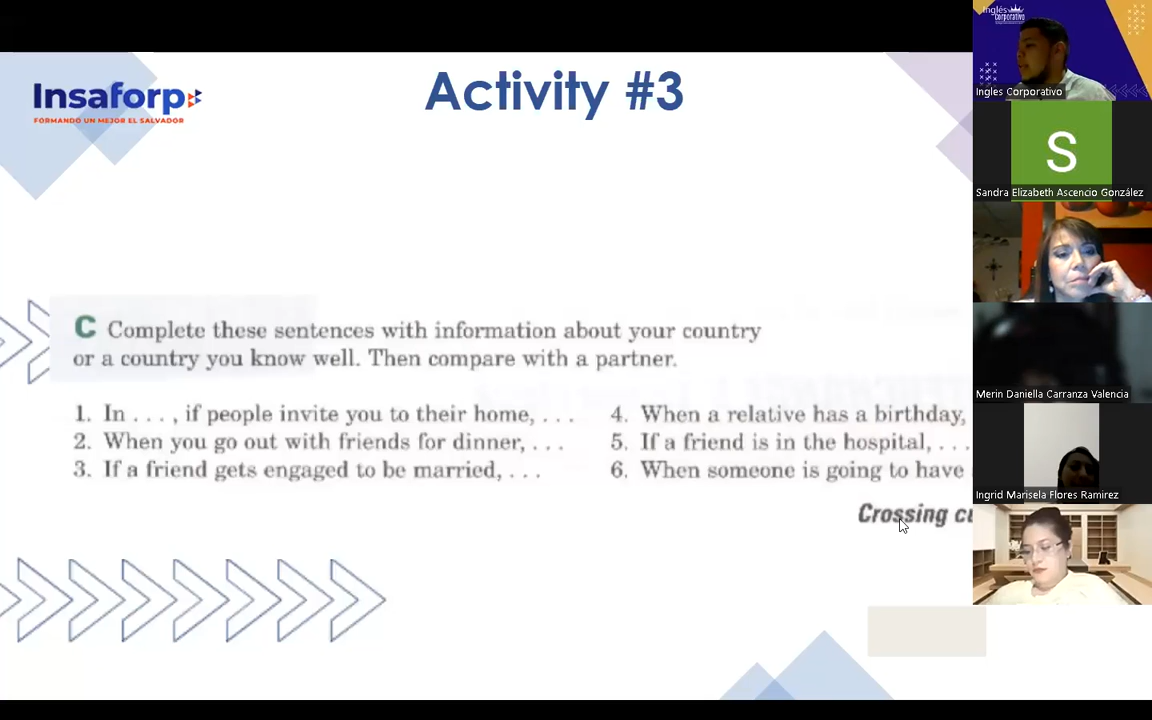 Activity #3
Insaforp
FORMANDO UN MEJOR EL SALVADOR
C Complete these sentences with information about your country
or a country you know well. Then compare with a partner.
1. In . . . , if people invite you to their home, . . .
2. When you go out with friends for dinner, . . .
3. If a friend gets engaged to be married, . . .
4. When a relative has a birthday,
5. If a friend is in the hospital, . . .
6. When someone is going to have
Crossing cu
Inglés
corporativo
Ingles Corporativo
S
Sandra Elizabeth Ascencio González
Merin Daniella Carranza Valencia
Ingrid Marisela Flores Ramirez